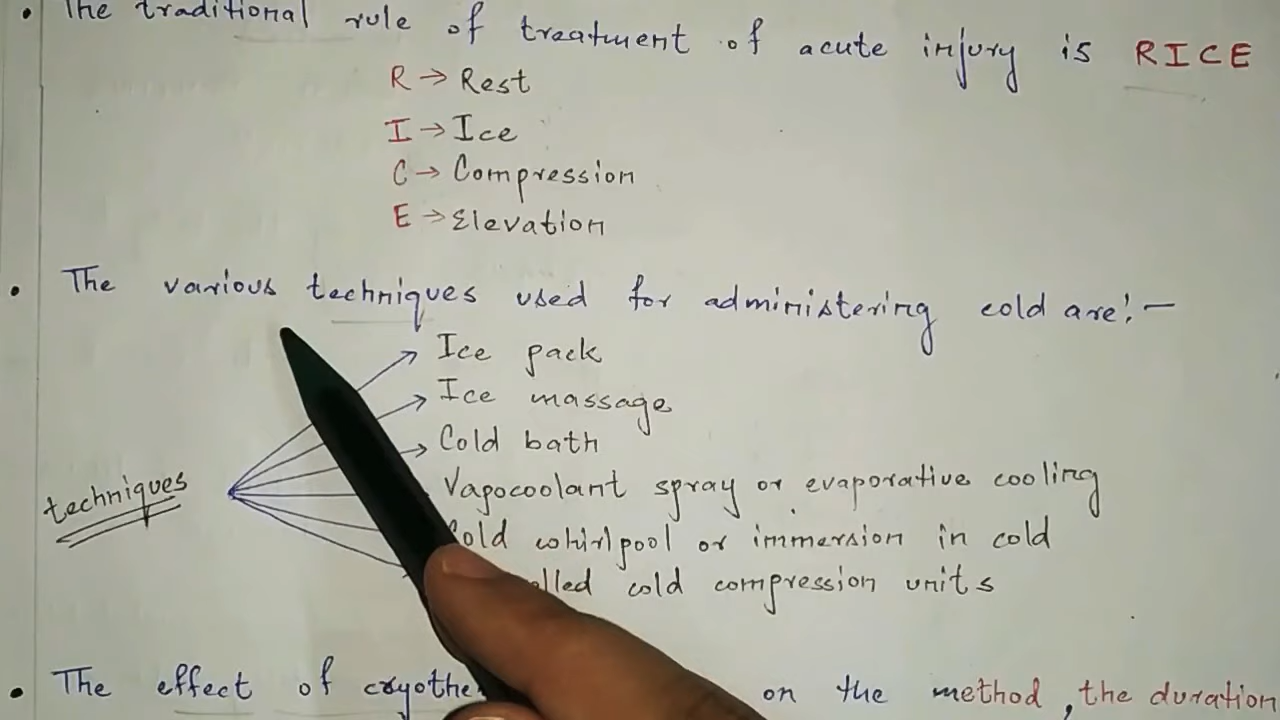 • The traditional rule of treatment of acute injury is RICE
R → Rest
I → Ice
C → Compression
E → Elevation
• The various techniques used for administering cold are:-
Ice pack
Ice massage
Cold bath
techniques
Vapocoolant spray or evaporative cooling
whirlpool or immersion in cold
cold compression units
• The effect of on the method, the duration